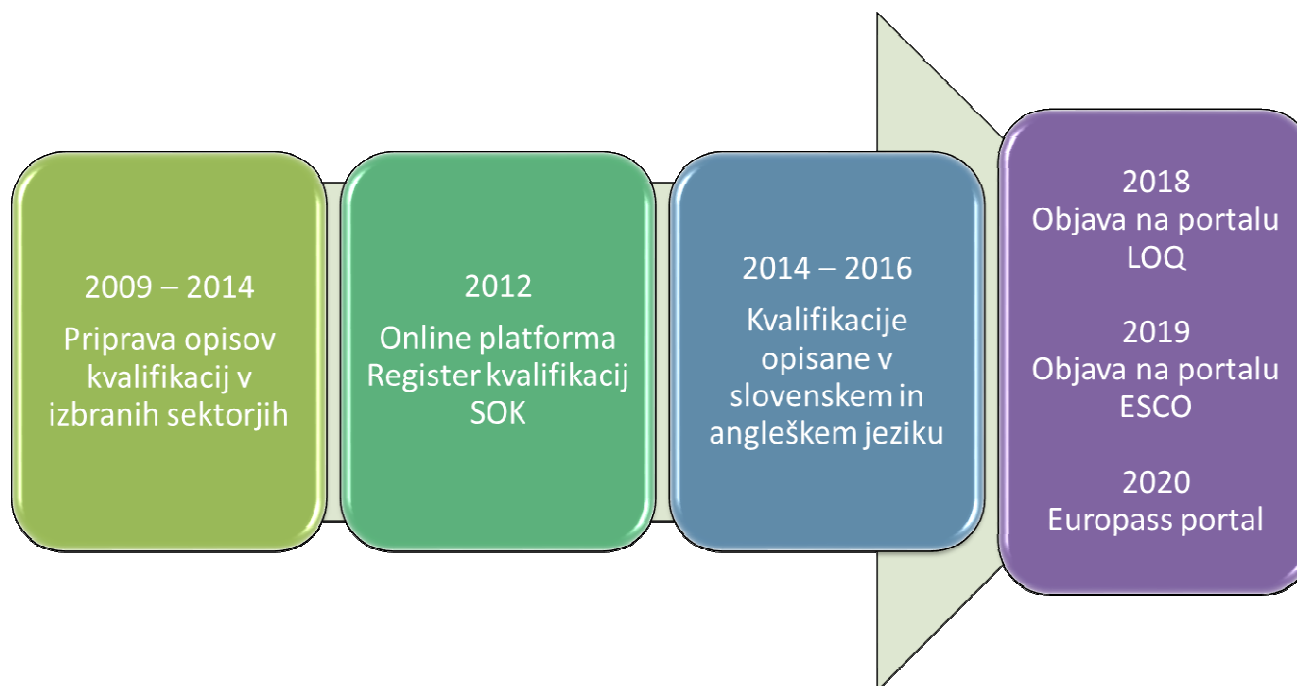 2009 – 2014
Priprava opisov
kvalifikacij v
izbranih sektorjih
2012
Online platforma
Register kvalifikacij
SOK
2014 – 2016
Kvalifikacije
opisane v
slovenskem in
angleškem jeziku
2018
Objava na portalu
LOQ
2019
Objava na portalu
ESCO
2020
Europass portal